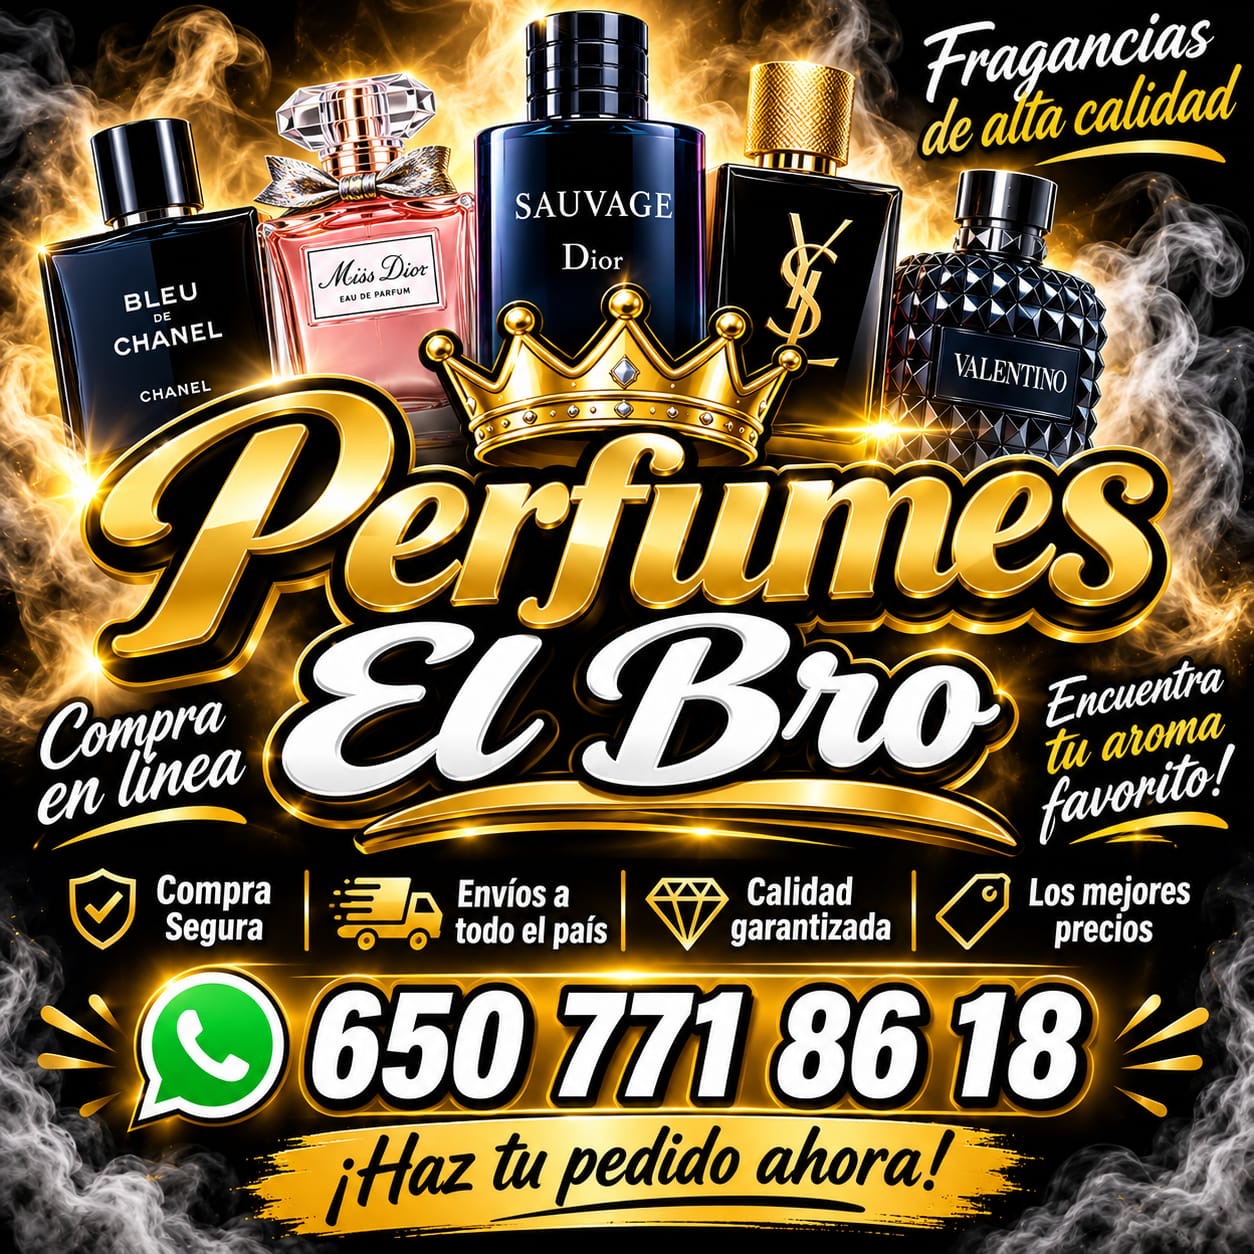 Fragancias
de alta calidad
BLEU
DE
CHANEL
CHANEL
Miss Dior
EAU DE PARFUM
SAUVAGE
Dior
YSL
VALENTINO
Perfumes
El Bro
Compra
en línea
Encuentra
tu aroma
favorito!
Compra
Segura
Envíos a
todo el país
Calidad
garantizada
Los mejores
precios
650 771 86 18
¡Haz tu pedido ahora!